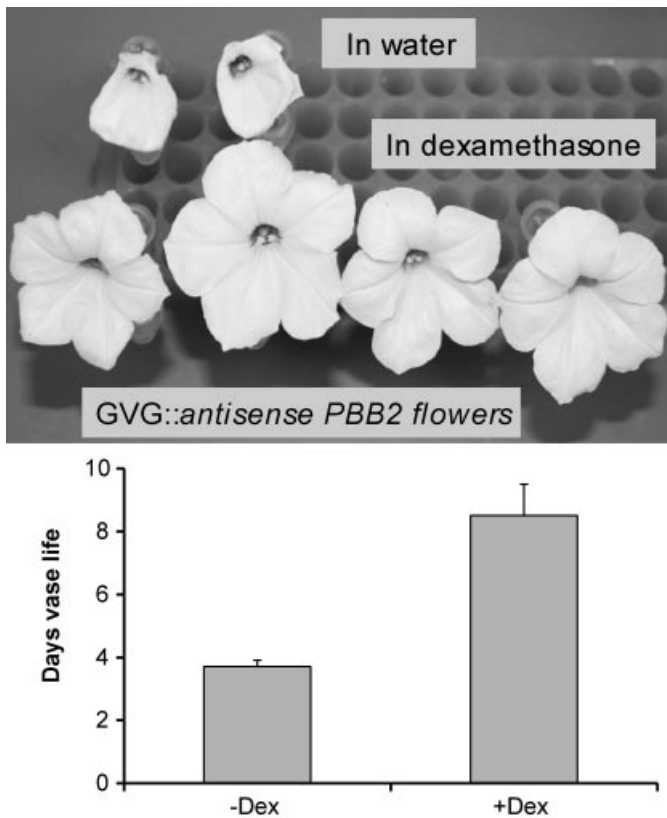 In water
In dexamethasone
GVG::antisense PBB2 flowers
10
8
6
4
2
0
Days vase life
-Dex
+Dex